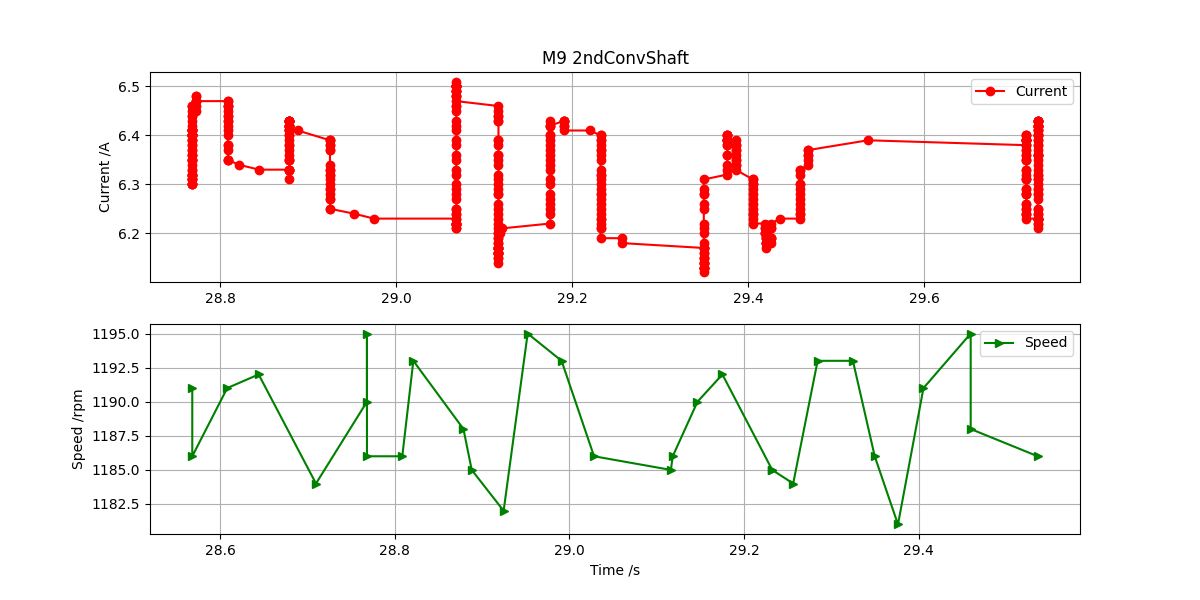 M9 2ndConvShaft
Current /A
6.5
6.4
6.3
6.2
Current
28.8 29.0 29.2 29.4 29.6
Speed /rpm
1195.0
1192.5
1190.0
1187.5
1185.0
1182.5
Speed
28.6 28.8 29.0 29.2 29.4
Time /s